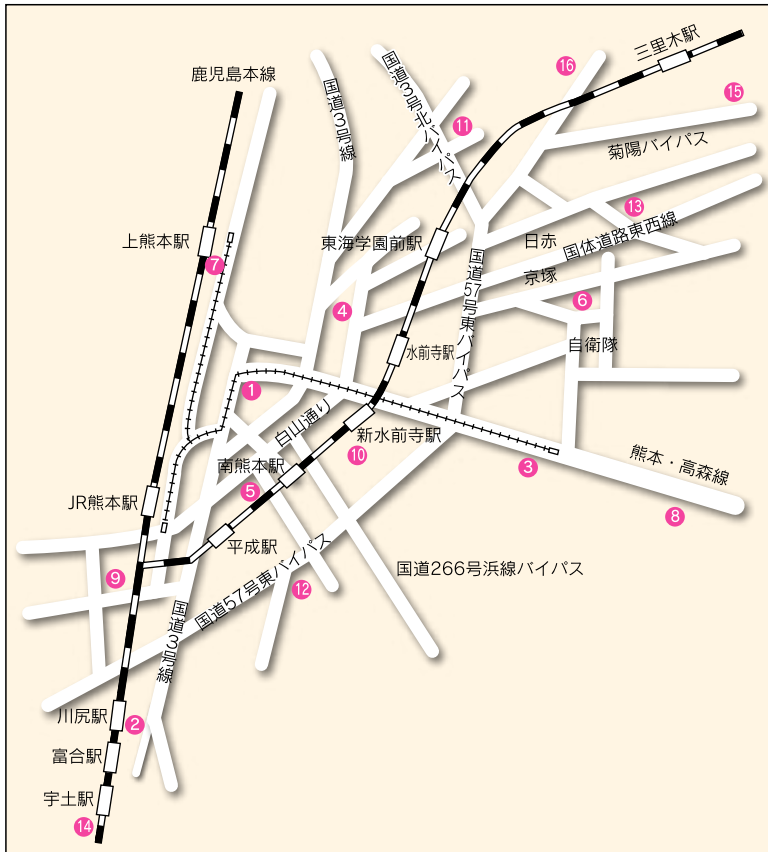 三里木駅
⑯
鹿児島本線
国道3号線
国道3号北バイパス
⑮
⑪
菊陽バイパス
⑬
上熊本駅
東海学園前駅
日赤
国体道路東西線
⑦
国道57号東バイパス
京塚
⑥
④
水前寺駅
自衛隊
①
白山通り
新水前寺駅
⑩
南熊本駅
③
熊本・高森線
⑤
JR熊本駅
⑧
平成駅
国道266号浜線バイパス
⑨
⑫
国道57号東バイパス
国道3号線
川尻駅
②
富合駅
宇土駅
⑭